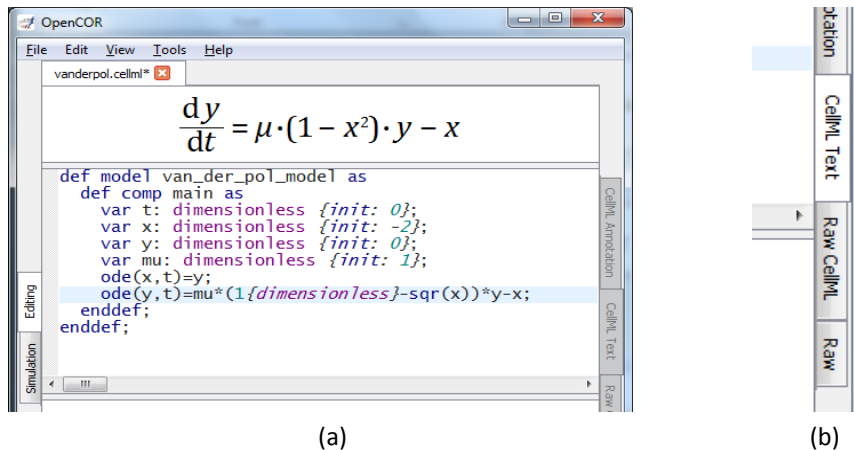 OpenCOR
File Edit View Tools Help
vanderpol.cellml*
dy/dt = μ·(1 − x²)·y − x
def model van_der_pol_model as
def comp main as
var t: dimensionless {init: 0};
var x: dimensionless {init: -2};
var y: dimensionless {init: 0};
var mu: dimensionless {init: 1};
ode(x,t)=y;
ode(y,t)=mu*(1{dimensionless}-sqr(x))*y-x;
enddef;
enddef;
Editing
Simulation
CellML Annotation
CellML Text
Raw
(a)
otation
CellML Text
Raw CellML
Raw
(b)